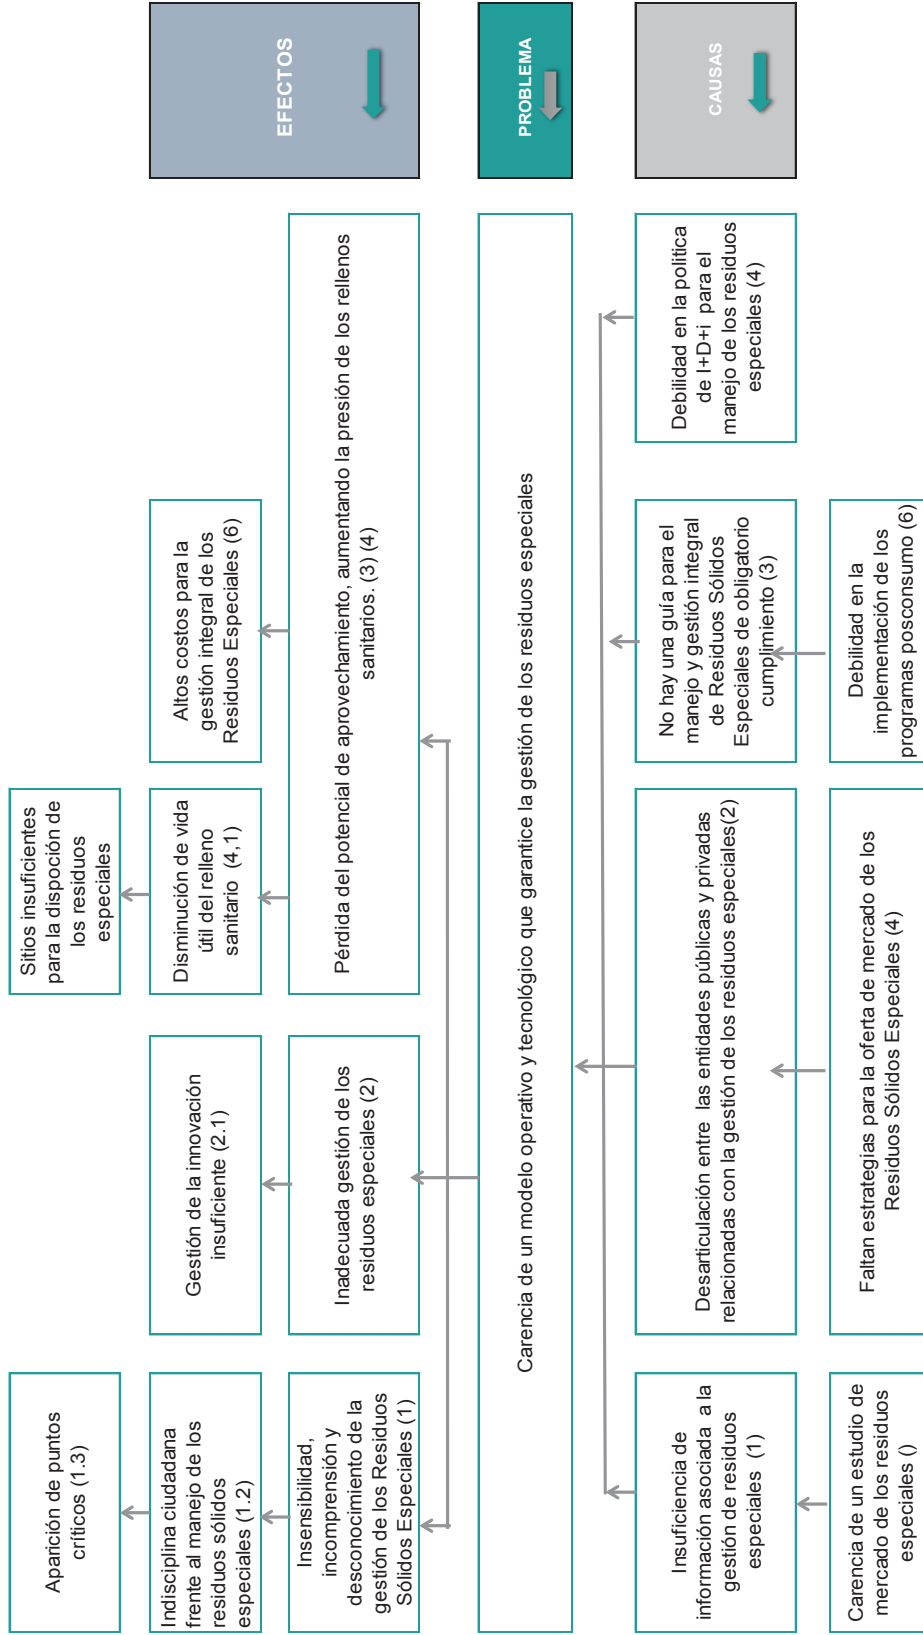 Aparición de puntos
críticos (1.3)
Sitios insuficientes
para la dispoción de
los residuos
especiales
Indisciplina ciudadana
frente al manejo de los
residuos sólidos
especiales (1.2)
Gestión de la innovación
insuficiente (2.1)
Disminución de vida
útil del relleno
sanitario (4,1)
Altos costos para la
gestión integral de los
Residuos Especiales (6)
EFECTOS
Insensibilidad,
incomprensión y
desconocimiento de la
gestión de los Residuos
Sólidos Especiales (1)
Inadecuada gestión de los
residuos especiales (2)
Pérdida del potencial de aprovechamiento, aumentando la presión de los rellenos
sanitarios. (3) (4)
Carencia de un modelo operativo y tecnológico que garantice la gestión de los residuos especiales
PROBLEMA
Insuficiencia de
información asociada a la
gestión de residuos
especiales (1)
Desarticulación entre las entidades públicas y privadas
relacionadas con la gestión de los residuos especiales(2)
No hay una guía para el
manejo y gestión integral
de Residuos Sólidos
Especiales de obligatorio
cumplimiento (3)
Debilidad en la politica
de I+D+i para el
manejo de los residuos
especiales (4)
CAUSAS
Carencia de un estudio de
mercado de los residuos
especiales ()
Faltan estrategias para la oferta de mercado de los
Residuos Sólidos Especiales (4)
Debilidad en la
implementación de los
programas posconsumo (6)